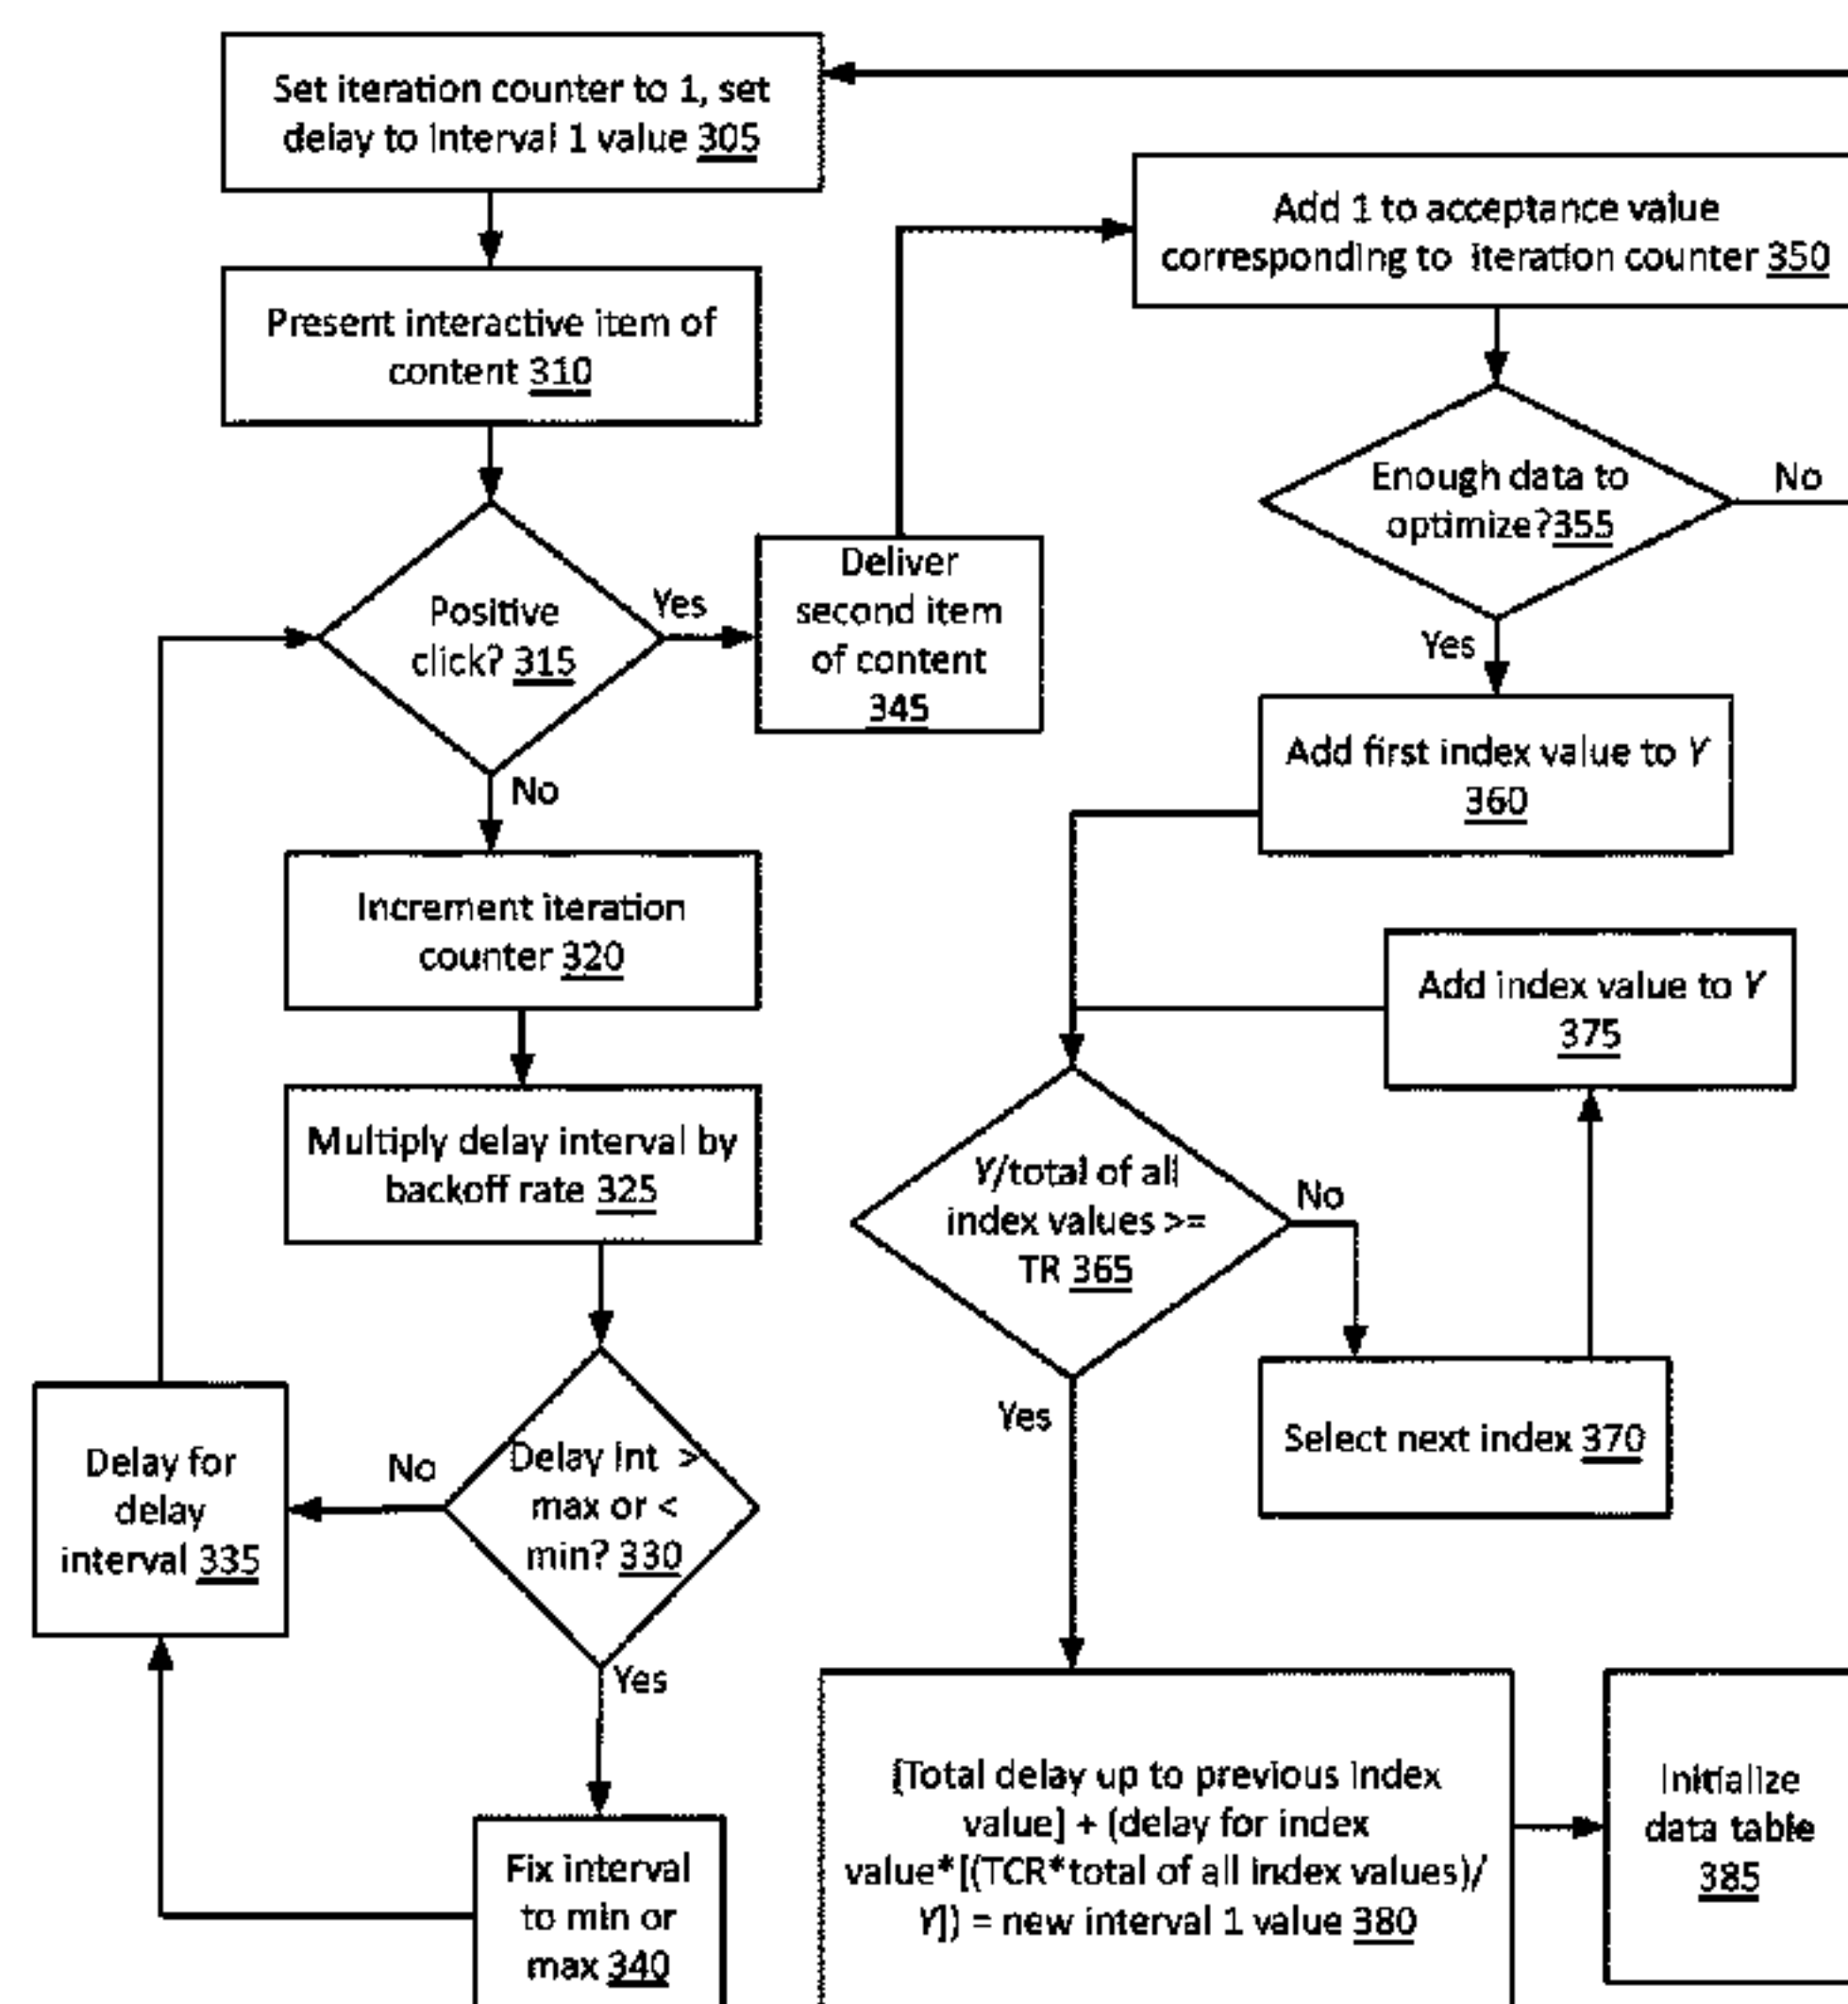 Set iteration counter to 1, set
delay to interval 1 value 305
Present interactive item of
content 310
Positive
click? 315
Yes
No
Deliver
second item
of content
345
Increment iteration
counter 320
Multiply delay interval by
backoff rate 325
Delay Int >
max or <
min? 330
No
Yes
Delay for
delay
interval 335
Fix interval
to min or
max 340
Add 1 to acceptance value
corresponding to iteration counter 350
Enough data to
optimize?355
No
Yes
Add first index value to Y
360
Add index value to Y
375
Y/total of all
index values >=
TR 365
No
Yes
Select next index 370
[Total delay up to previous index
value] + (delay for index
value*[(TCR*total of all index values)/
Y]) = new interval 1 value 380
Initialize
data table
385